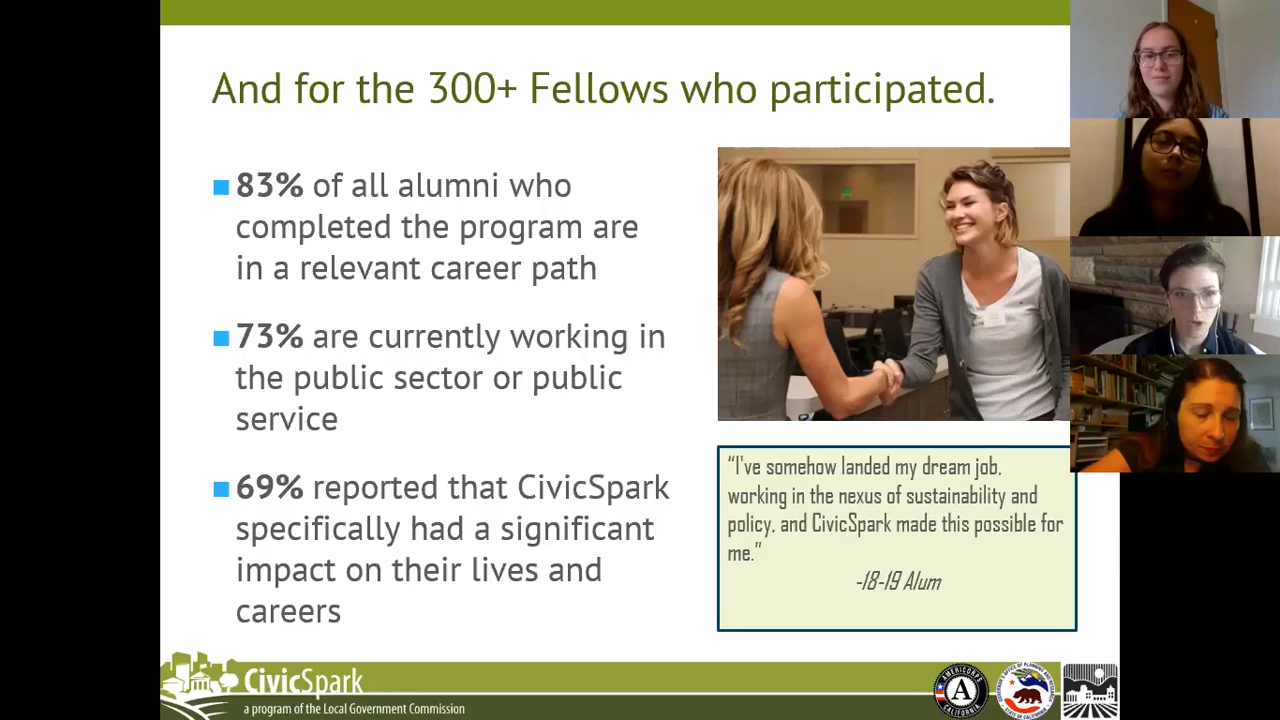 And for the 300+ Fellows who participated.
83% of all alumni who
completed the program are
in a relevant career path
73% are currently working in
the public sector or public
service
69% reported that CivicSpark
specifically had a significant
impact on their lives and
careers
“I've somehow landed my dream job,
working in the nexus of sustainability and
policy, and CivicSpark made this possible for
me.”
-18-19 Alum
CivicSpark
a program of the Local Government Commission
AMERICORPS
A
CALIFORNIA